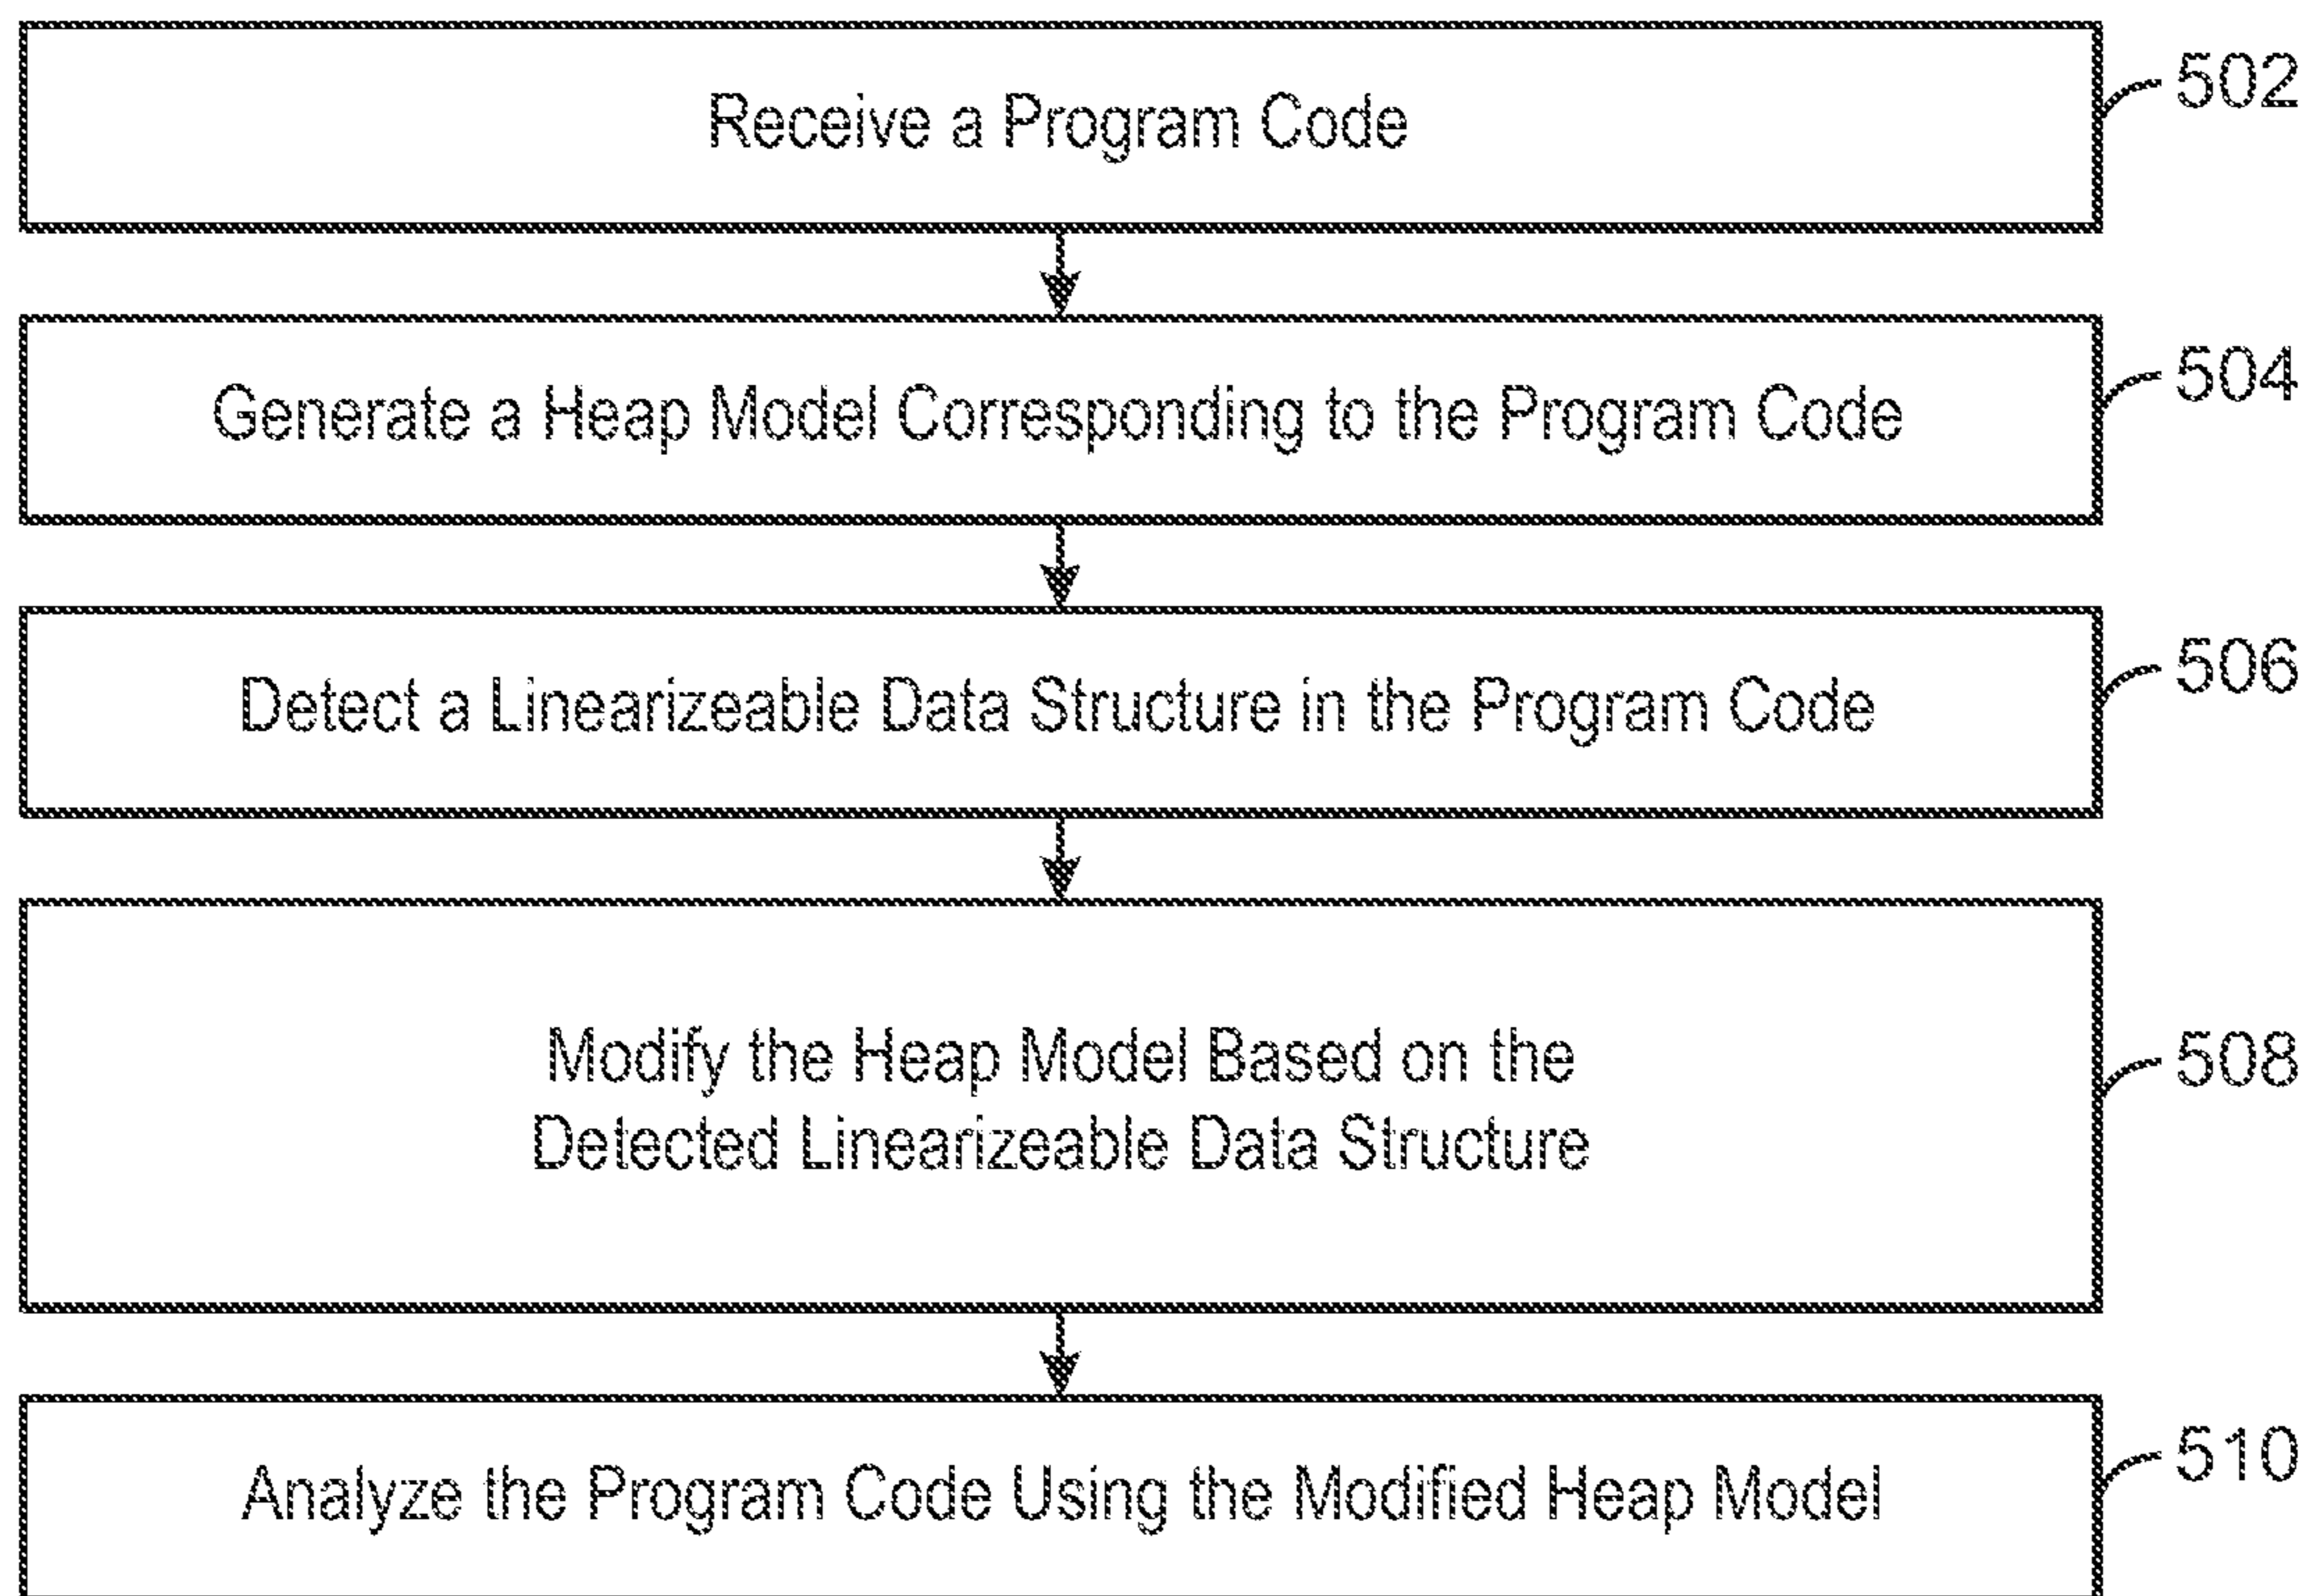 Receive a Program Code
502
Generate a Heap Model Corresponding to the Program Code
504
Detect a Linearizeable Data Structure in the Program Code
506
Modify the Heap Model Based on the
Detected Linearizeable Data Structure
508
Analyze the Program Code Using the Modified Heap Model
510